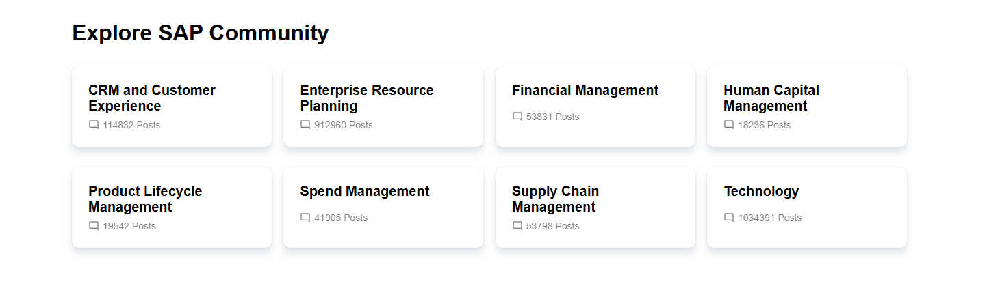 Explore SAP Community
CRM and Customer
Experience
114832 Posts
Enterprise Resource
Planning
912960 Posts
Financial Management
53831 Posts
Human Capital
Management
18236 Posts
Product Lifecycle
Management
19542 Posts
Spend Management
41905 Posts
Supply Chain
Management
53798 Posts
Technology
1034391 Posts